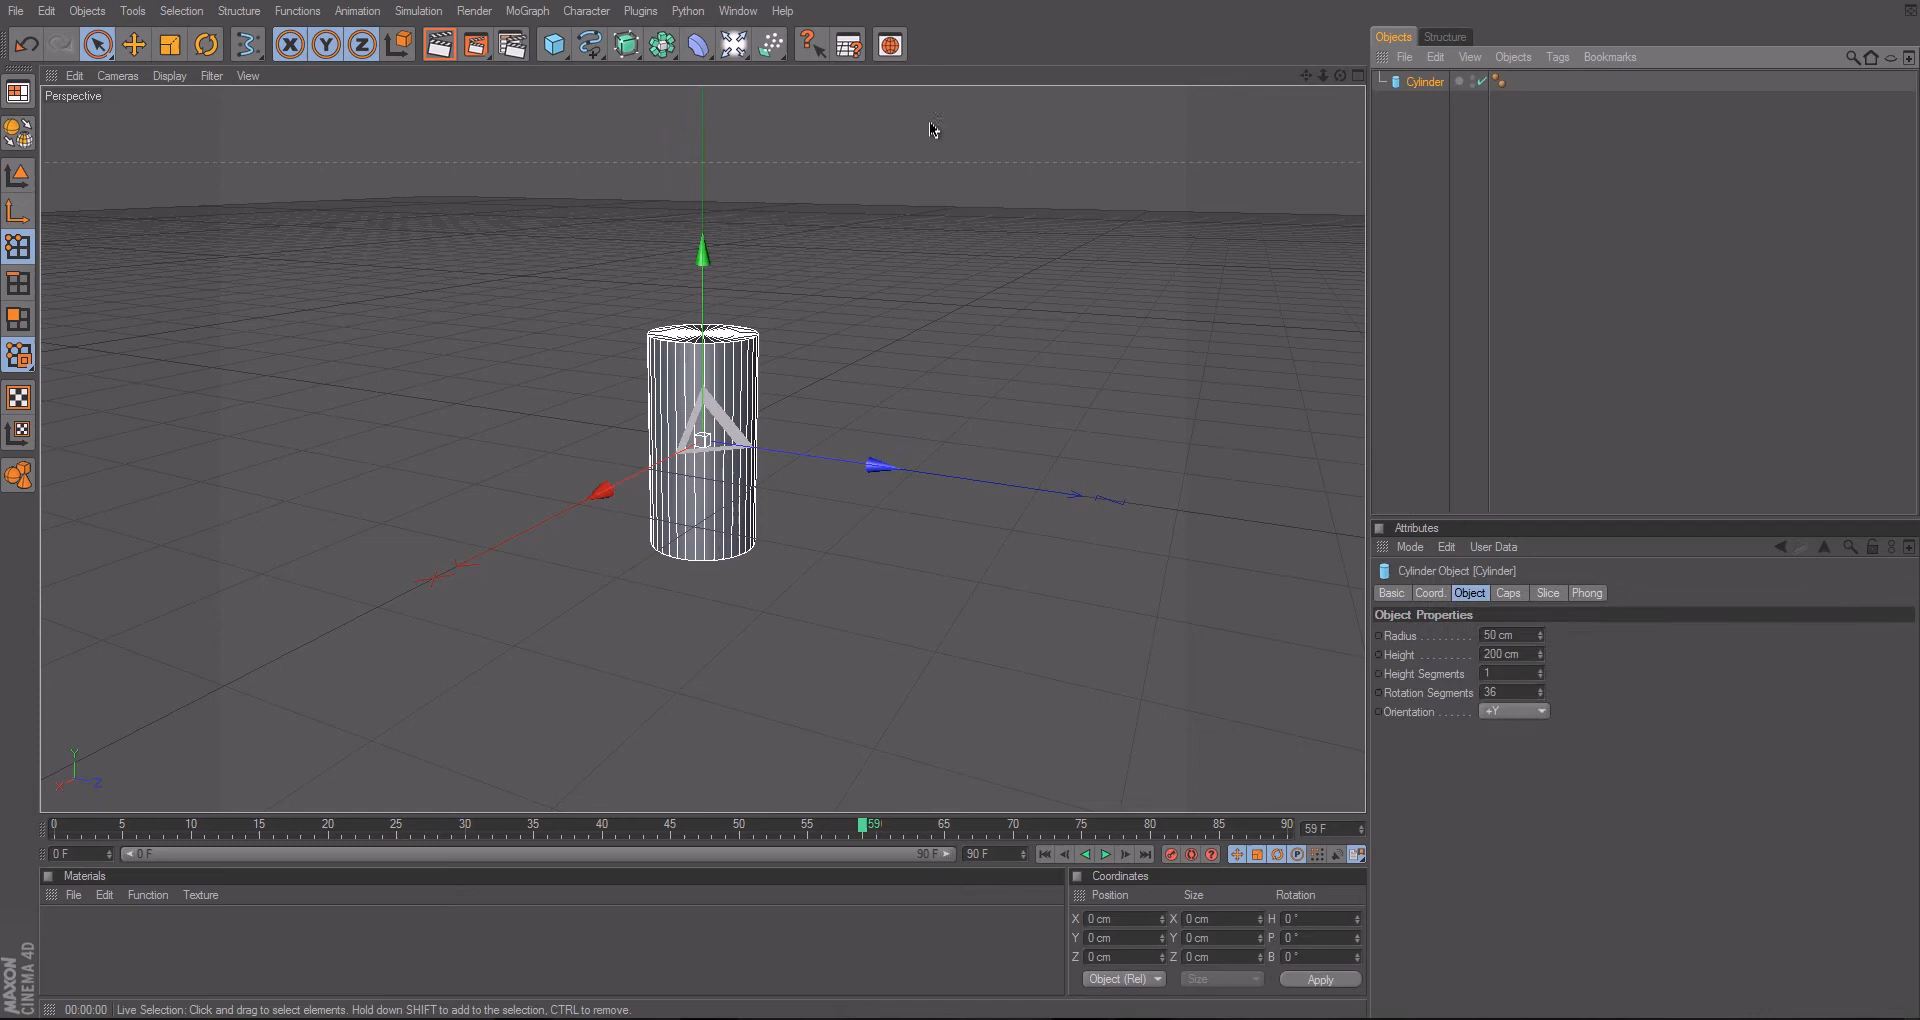 File Edit Objects Tools Selection Structure Functions Animation Simulation Render MoGraph Character Plugins Python Window Help
Objects Structure
File Edit View Objects Tags Bookmarks
Cylinder
Edit Cameras Display Filter View
Perspective
Attributes
Mode Edit User Data
Cylinder Object [Cylinder]
Basic Coord. Object Caps Slice Phong
Object Properties
Radius . . . . . . . . 50 cm
Height . . . . . . . . 200 cm
Height Segments 1
Rotation Segments 36
Orientation . . . . . . +Y
Y
X Z
0 5 10 15 20 25 30 35 40 45 50 55 59 65 70 75 80 85 90 59 F
0 F 0 F 90 F 90 F
Materials
File Edit Function Texture
Coordinates
Position Size Rotation
X 0 cm X 0 cm H 0 °
Y 0 cm Y 0 cm P 0 °
Z 0 cm Z 0 cm B 0 °
Object (Rel) Size Apply
MAXON
CINEMA 4D
00:00:00 Live Selection: Click and drag to select elements. Hold down SHIFT to add to the selection, CTRL to remove.